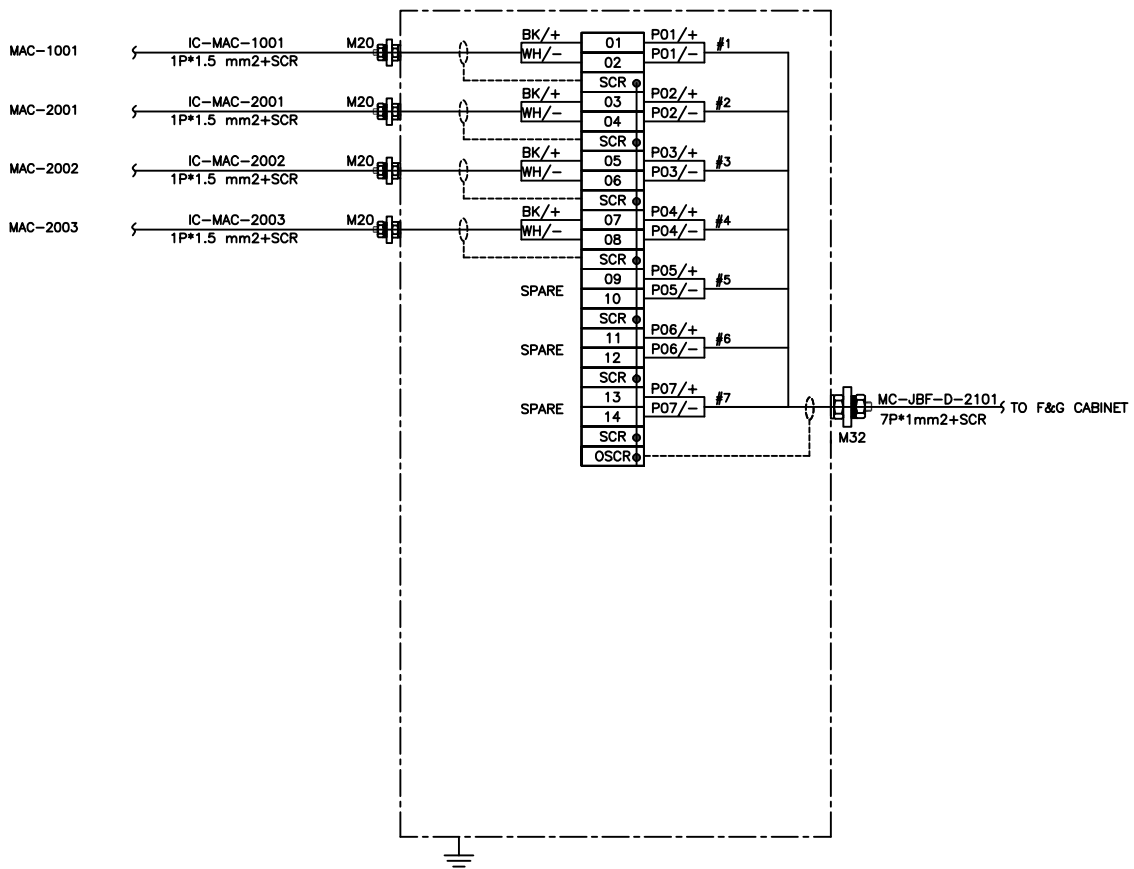 MAC-1001 IC-MAC-1001 M20 BK/+ 01 P01/+ #1
1P*1.5 mm2+SCR WH/- 02 P01/-
SCR
MAC-2001 IC-MAC-2001 M20 BK/+ 03 P02/+ #2
1P*1.5 mm2+SCR WH/- 04 P02/-
SCR
MAC-2002 IC-MAC-2002 M20 BK/+ 05 P03/+ #3
1P*1.5 mm2+SCR WH/- 06 P03/-
SCR
MAC-2003 IC-MAC-2003 M20 BK/+ 07 P04/+ #4
1P*1.5 mm2+SCR WH/- 08 P04/-
SCR
09 P05/+ #5
SPARE 10 P05/-
SCR
11 P06/+ #6
SPARE 12 P06/-
SCR
13 P07/+ #7 MC-JBF-D-2101 TO F&G CABINET
SPARE 14 P07/- 7P*1mm2+SCR
SCR M32
OSCR